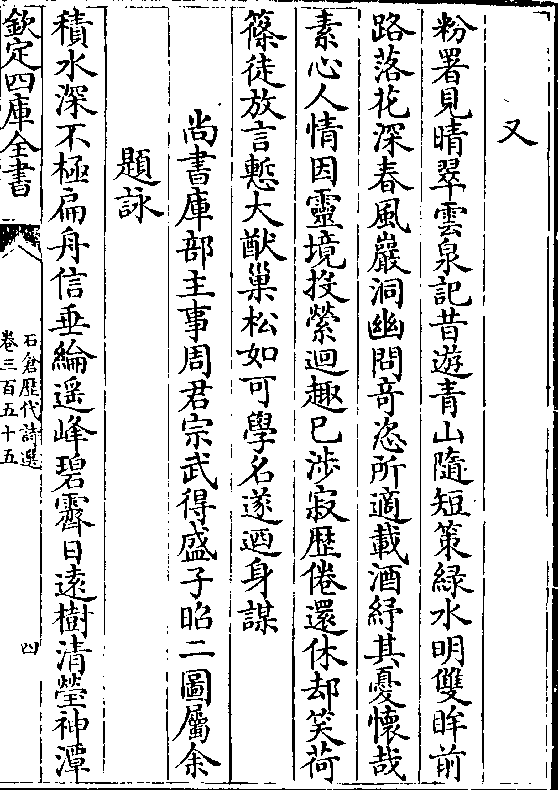 又
粉署見晴翠雲泉記昔遊青山隨短策緑水明雙眸前
路落花深春風巖洞幽問竒恣所適載酒紓其憂懷哉
素心人情因靈境投縈迴趣已渉寂歴倦還休却笑荷
篠徒放言慙大猷巢松如可學名遂迺身謀
尚書庫部主事周君宗武得盛子昭二圖屬余
題詠
積水深不極扁舟信垂綸遥峰碧霽日逺樹清瑩神潭
欽定四庫全書
石倉歴代詩選
卷三百五十五
四